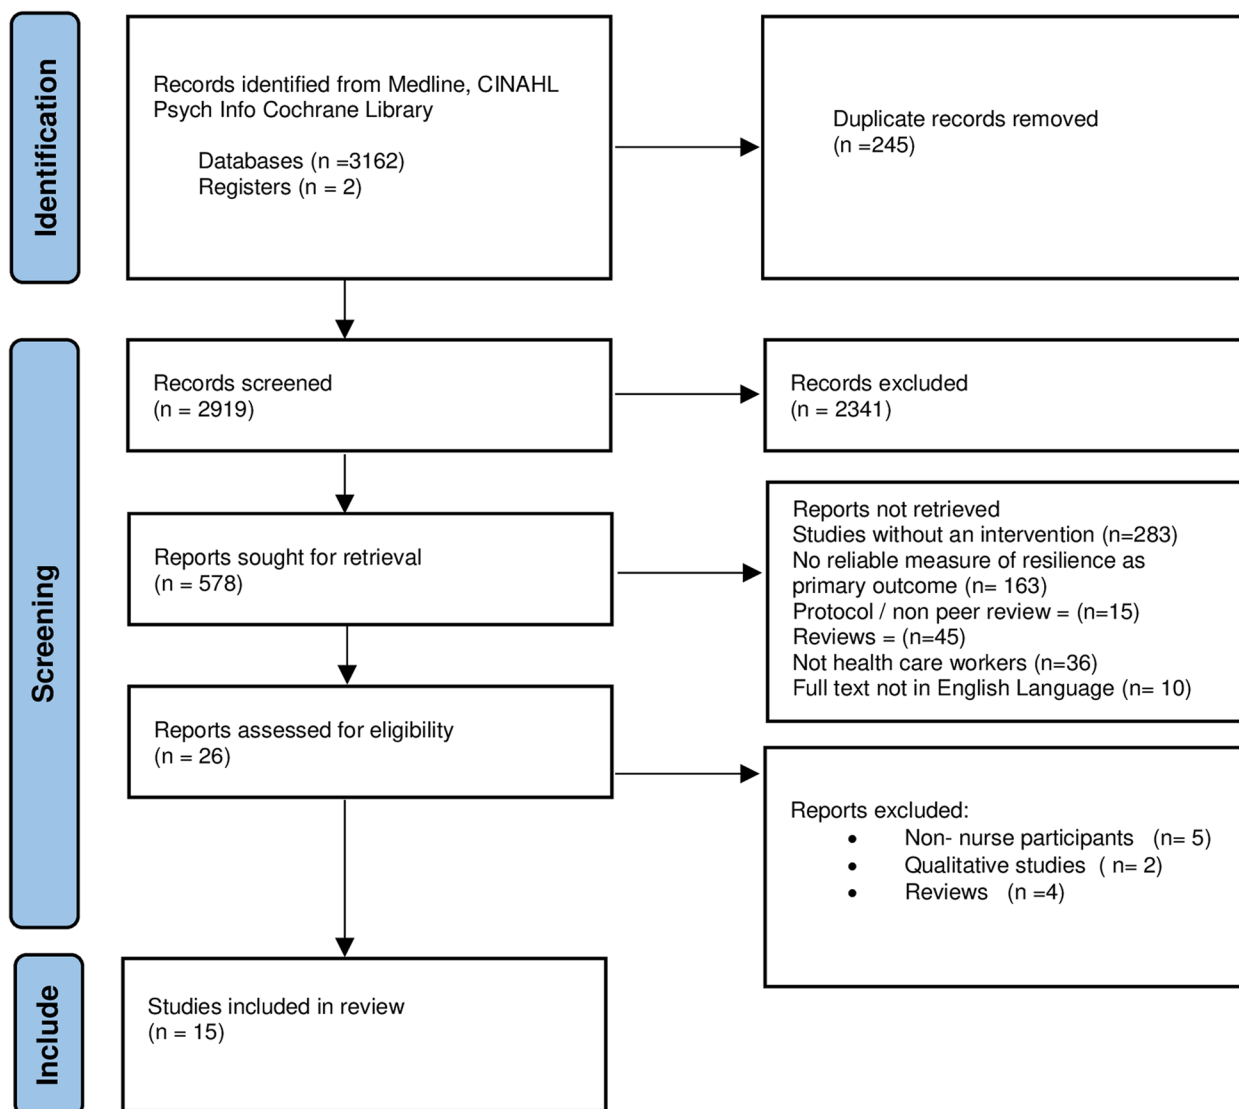 Identification
Records identified from Medline, CINAHL
Psych Info Cochrane Library
Databases (n =3162)
Registers (n = 2)
Duplicate records removed
(n =245)
Screening
Records screened
(n = 2919)
Records excluded
(n = 2341)
Reports sought for retrieval
(n = 578)
Reports not retrieved
Studies without an intervention (n=283)
No reliable measure of resilience as
primary outcome (n= 163)
Protocol / non peer review = (n=15)
Reviews = (n=45)
Not health care workers (n=36)
Full text not in English Language (n= 10)
Reports assessed for eligibility
(n = 26)
Reports excluded:
• Non- nurse participants (n= 5)
• Qualitative studies ( n= 2)
• Reviews (n =4)
Include
Studies included in review
(n = 15)